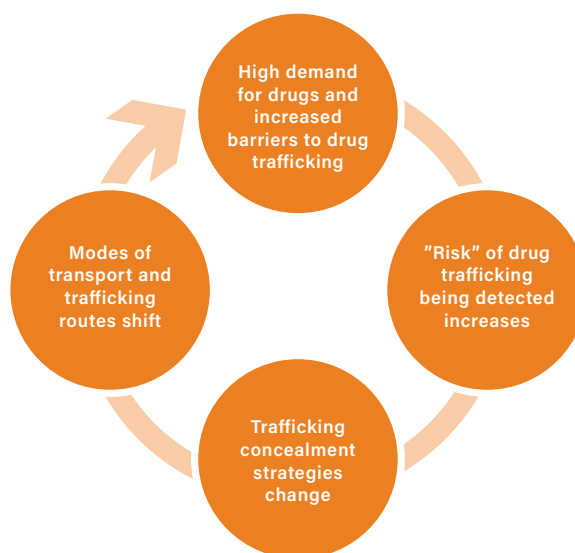 High demand
for drugs and
increased
barriers to drug
trafficking
"Risk" of drug
trafficking
being detected
increases
Trafficking
concealment
strategies
change
Modes of
transport and
trafficking
routes shift